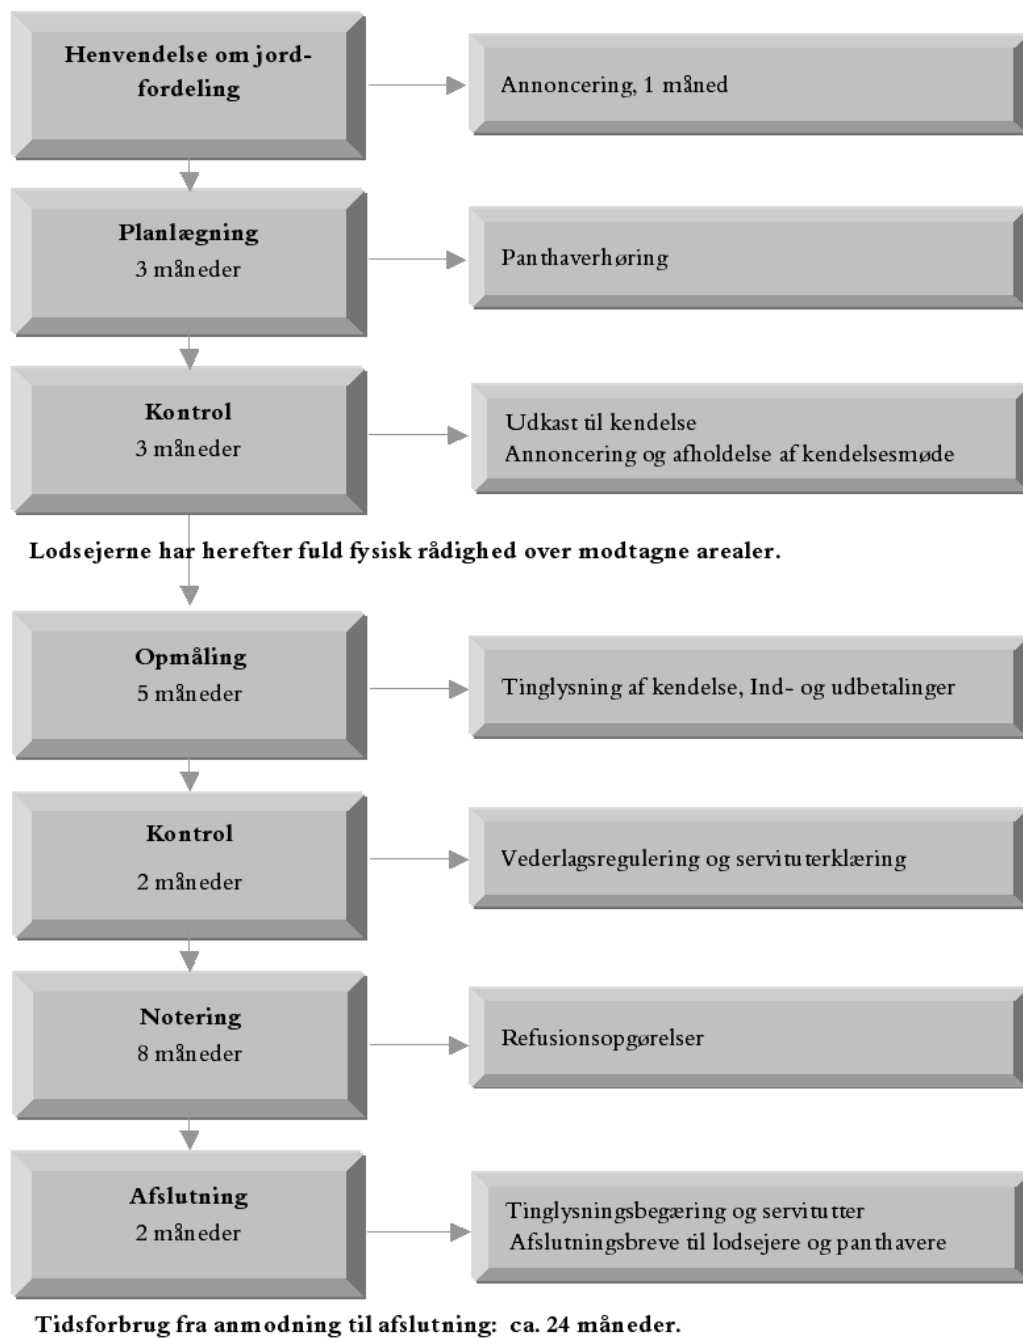 Henvendelse om jord-
fordeling
Annoncering, 1 måned
Planlægning
3 måneder
Panthaverhøring
Kontrol
3 måneder
Udkast til kendelse
Annoncering og afholdelse af kendelsesmøde
Lodsejerne har herefter fuld fysisk rådighed over modtagne arealer.
Opmåling
5 måneder
Tinglysning af kendelse, Ind- og udbetalinger
Kontrol
2 måneder
Vederlagsregulering og servituterklæring
Notering
8 måneder
Refusionsopgørelser
Afslutning
2 måneder
Tinglysningsbegæring og servitutter
Afslutningsbreve til lodsejere og panthavere
Tidsforbrug fra anmodning til afslutning: ca. 24 måneder.